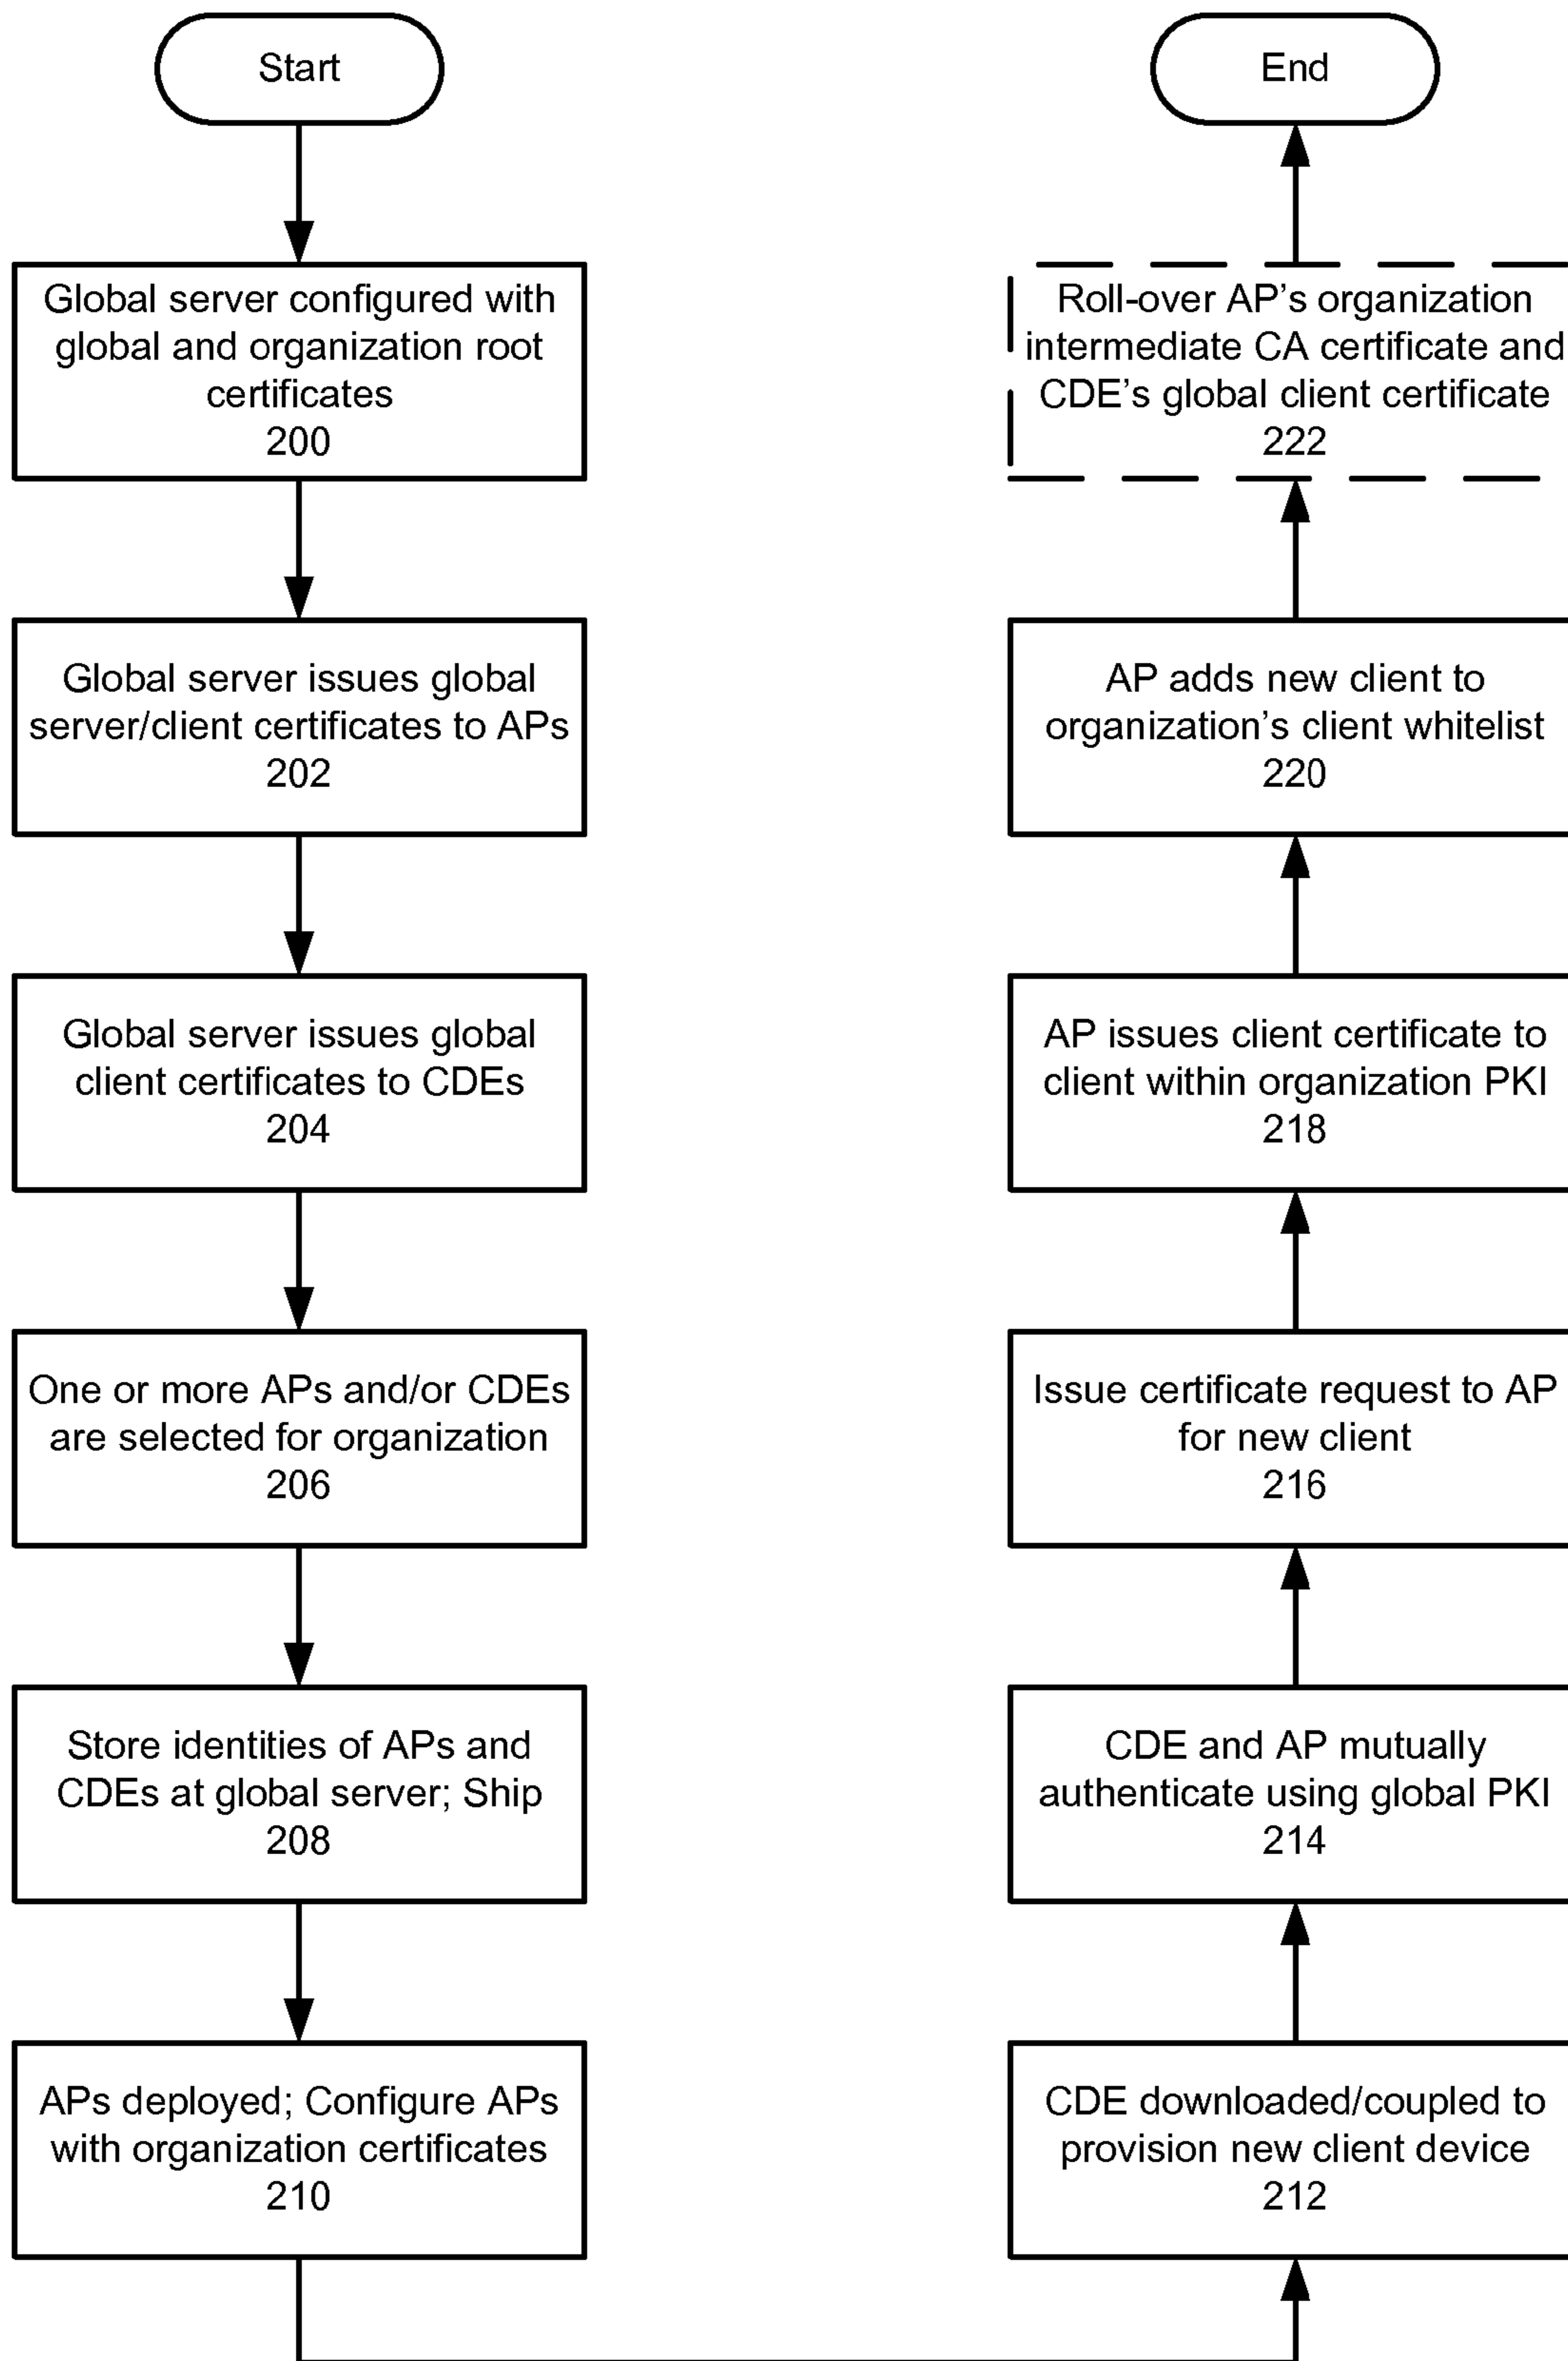 Start
Global server configured with
global and organization root
certificates
200
Global server issues global
server/client certificates to APs
202
Global server issues global
client certificates to CDEs
204
One or more APs and/or CDEs
are selected for organization
206
Store identities of APs and
CDEs at global server; Ship
208
APs deployed; Configure APs
with organization certificates
210
CDE downloaded/coupled to
provision new client device
212
CDE and AP mutually
authenticate using global PKI
214
Issue certificate request to AP
for new client
216
AP issues client certificate to
client within organization PKI
218
AP adds new client to
organization's client whitelist
220
Roll-over AP's organization
intermediate CA certificate and
CDE's global client certificate
222
End